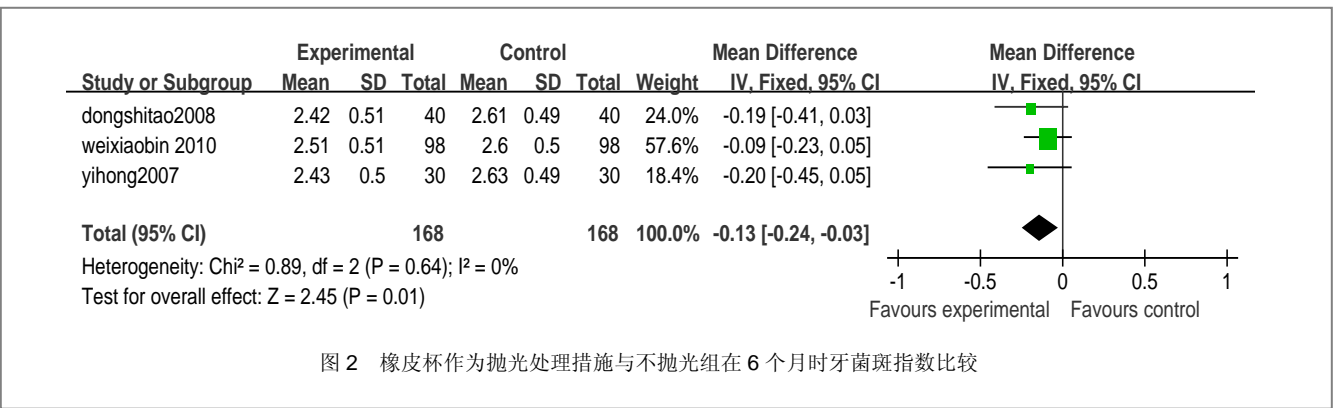 Experimental Control Mean Difference Mean Difference
Study or Subgroup Mean SD Total Mean SD Total Weight IV, Fixed, 95% CI IV, Fixed, 95% CI
dongshitao2008 2.42 0.51 40 2.61 0.49 40 24.0% -0.19 [-0.41, 0.03]
weixiaobin 2010 2.51 0.51 98 2.6 0.5 98 57.6% -0.09 [-0.23, 0.05]
yihong2007 2.43 0.5 30 2.63 0.49 30 18.4% -0.20 [-0.45, 0.05]
Total (95% CI) 168 168 100.0% -0.13 [-0.24, -0.03]
Heterogeneity: Chi² = 0.89, df = 2 (P = 0.64); I² = 0%
Test for overall effect: Z = 2.45 (P = 0.01)
-1 -0.5 0 0.5 1
Favours experimental Favours control
图 2 橡皮杯作为抛光处理措施与不抛光组在 6 个月时牙菌斑指数比较